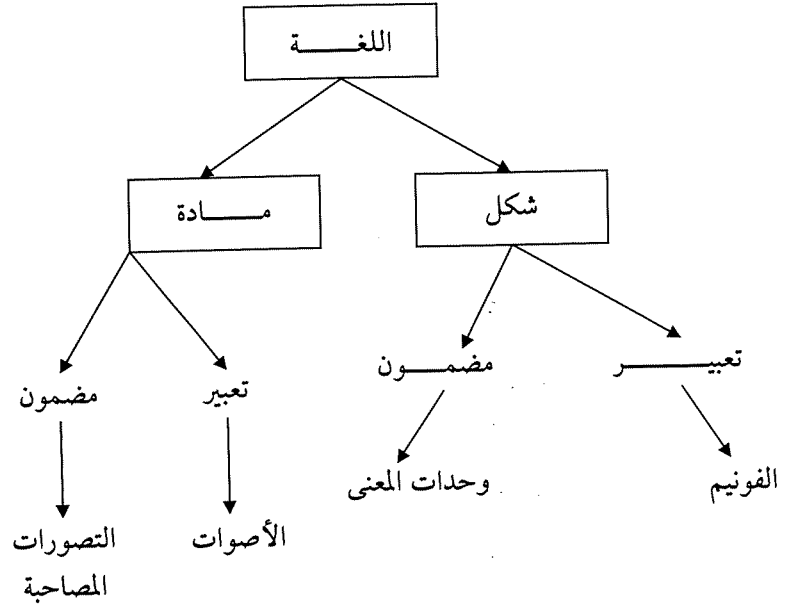 اللغة
شكل
مادة
تعبير
مضمون
تعبير
مضمون
الفونيم
وحدات المعنى
الأصوات
التصورات
المصاحبة